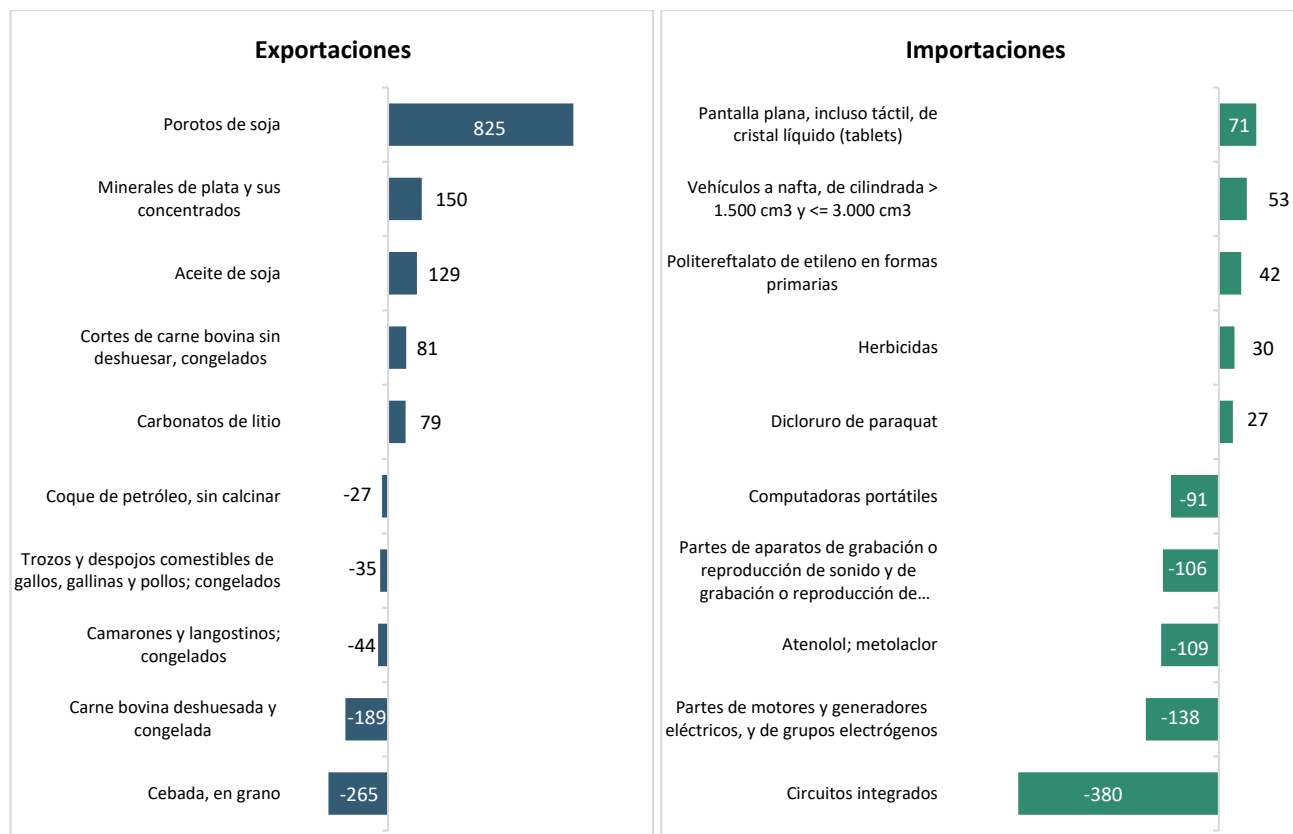 Exportaciones
Porotos de soja
825
Minerales de plata y sus
concentrados
150
Aceite de soja
129
Cortes de carne bovina sin
deshuesar, congelados
81
Carbonatos de litio
79
Coque de petróleo, sin calcinar
-27
Trozos y despojos comestibles de
gallos, gallinas y pollos; congelados
-35
Camarones y langostinos;
congelados
-44
Carne bovina deshuesada y
congelada
-189
Cebada, en grano
-265
Importaciones
Pantalla plana, incluso táctil, de
cristal líquido (tablets)
71
Vehículos a nafta, de cilindrada >
1.500 cm3 y <= 3.000 cm3
53
Politereftalato de etileno en formas
primarias
42
Herbicidas
30
Dicloruro de paraquat
27
Computadoras portátiles
-91
Partes de aparatos de grabación o
reproducción de sonido y de
grabación o reproducción de...
-106
Atenolol; metolaclor
-109
Partes de motores y generadores
eléctricos, y de grupos electrógenos
-138
Circuitos integrados
-380